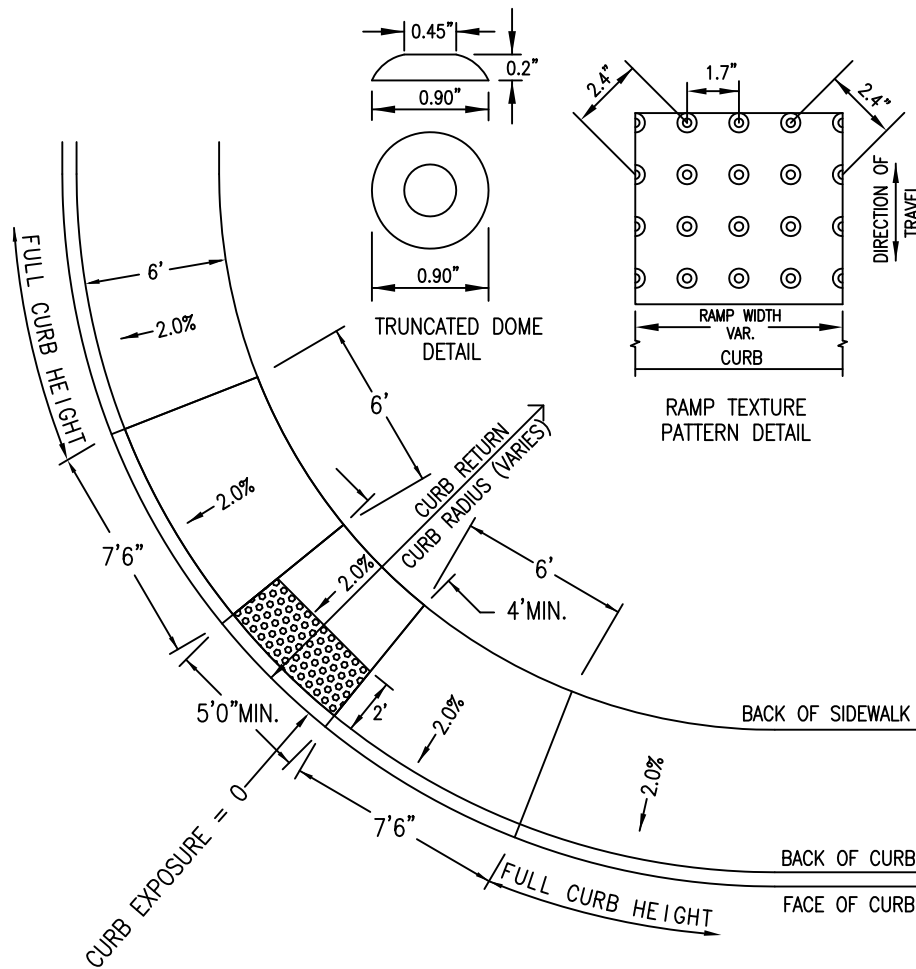 0.45"
0.2"
0.90"
0.90"
TRUNCATED DOME
DETAIL
2.4"
1.7"
2.4"
DIRECTION OF
TRAVEL
RAMP WIDTH
VAR.
CURB
RAMP TEXTURE
PATTERN DETAIL
FULL CURB HEIGHT
6'
2.0%
6'
2.0%
7'6"
CURB RETURN
CURB RADIUS (VARIES)
2.0%
6'
4'MIN.
5'0"MIN.
2'
2.0%
2.0%
CURB EXPOSURE = 0
7'6"
FULL CURB HEIGHT
BACK OF SIDEWALK
BACK OF CURB
FACE OF CURB